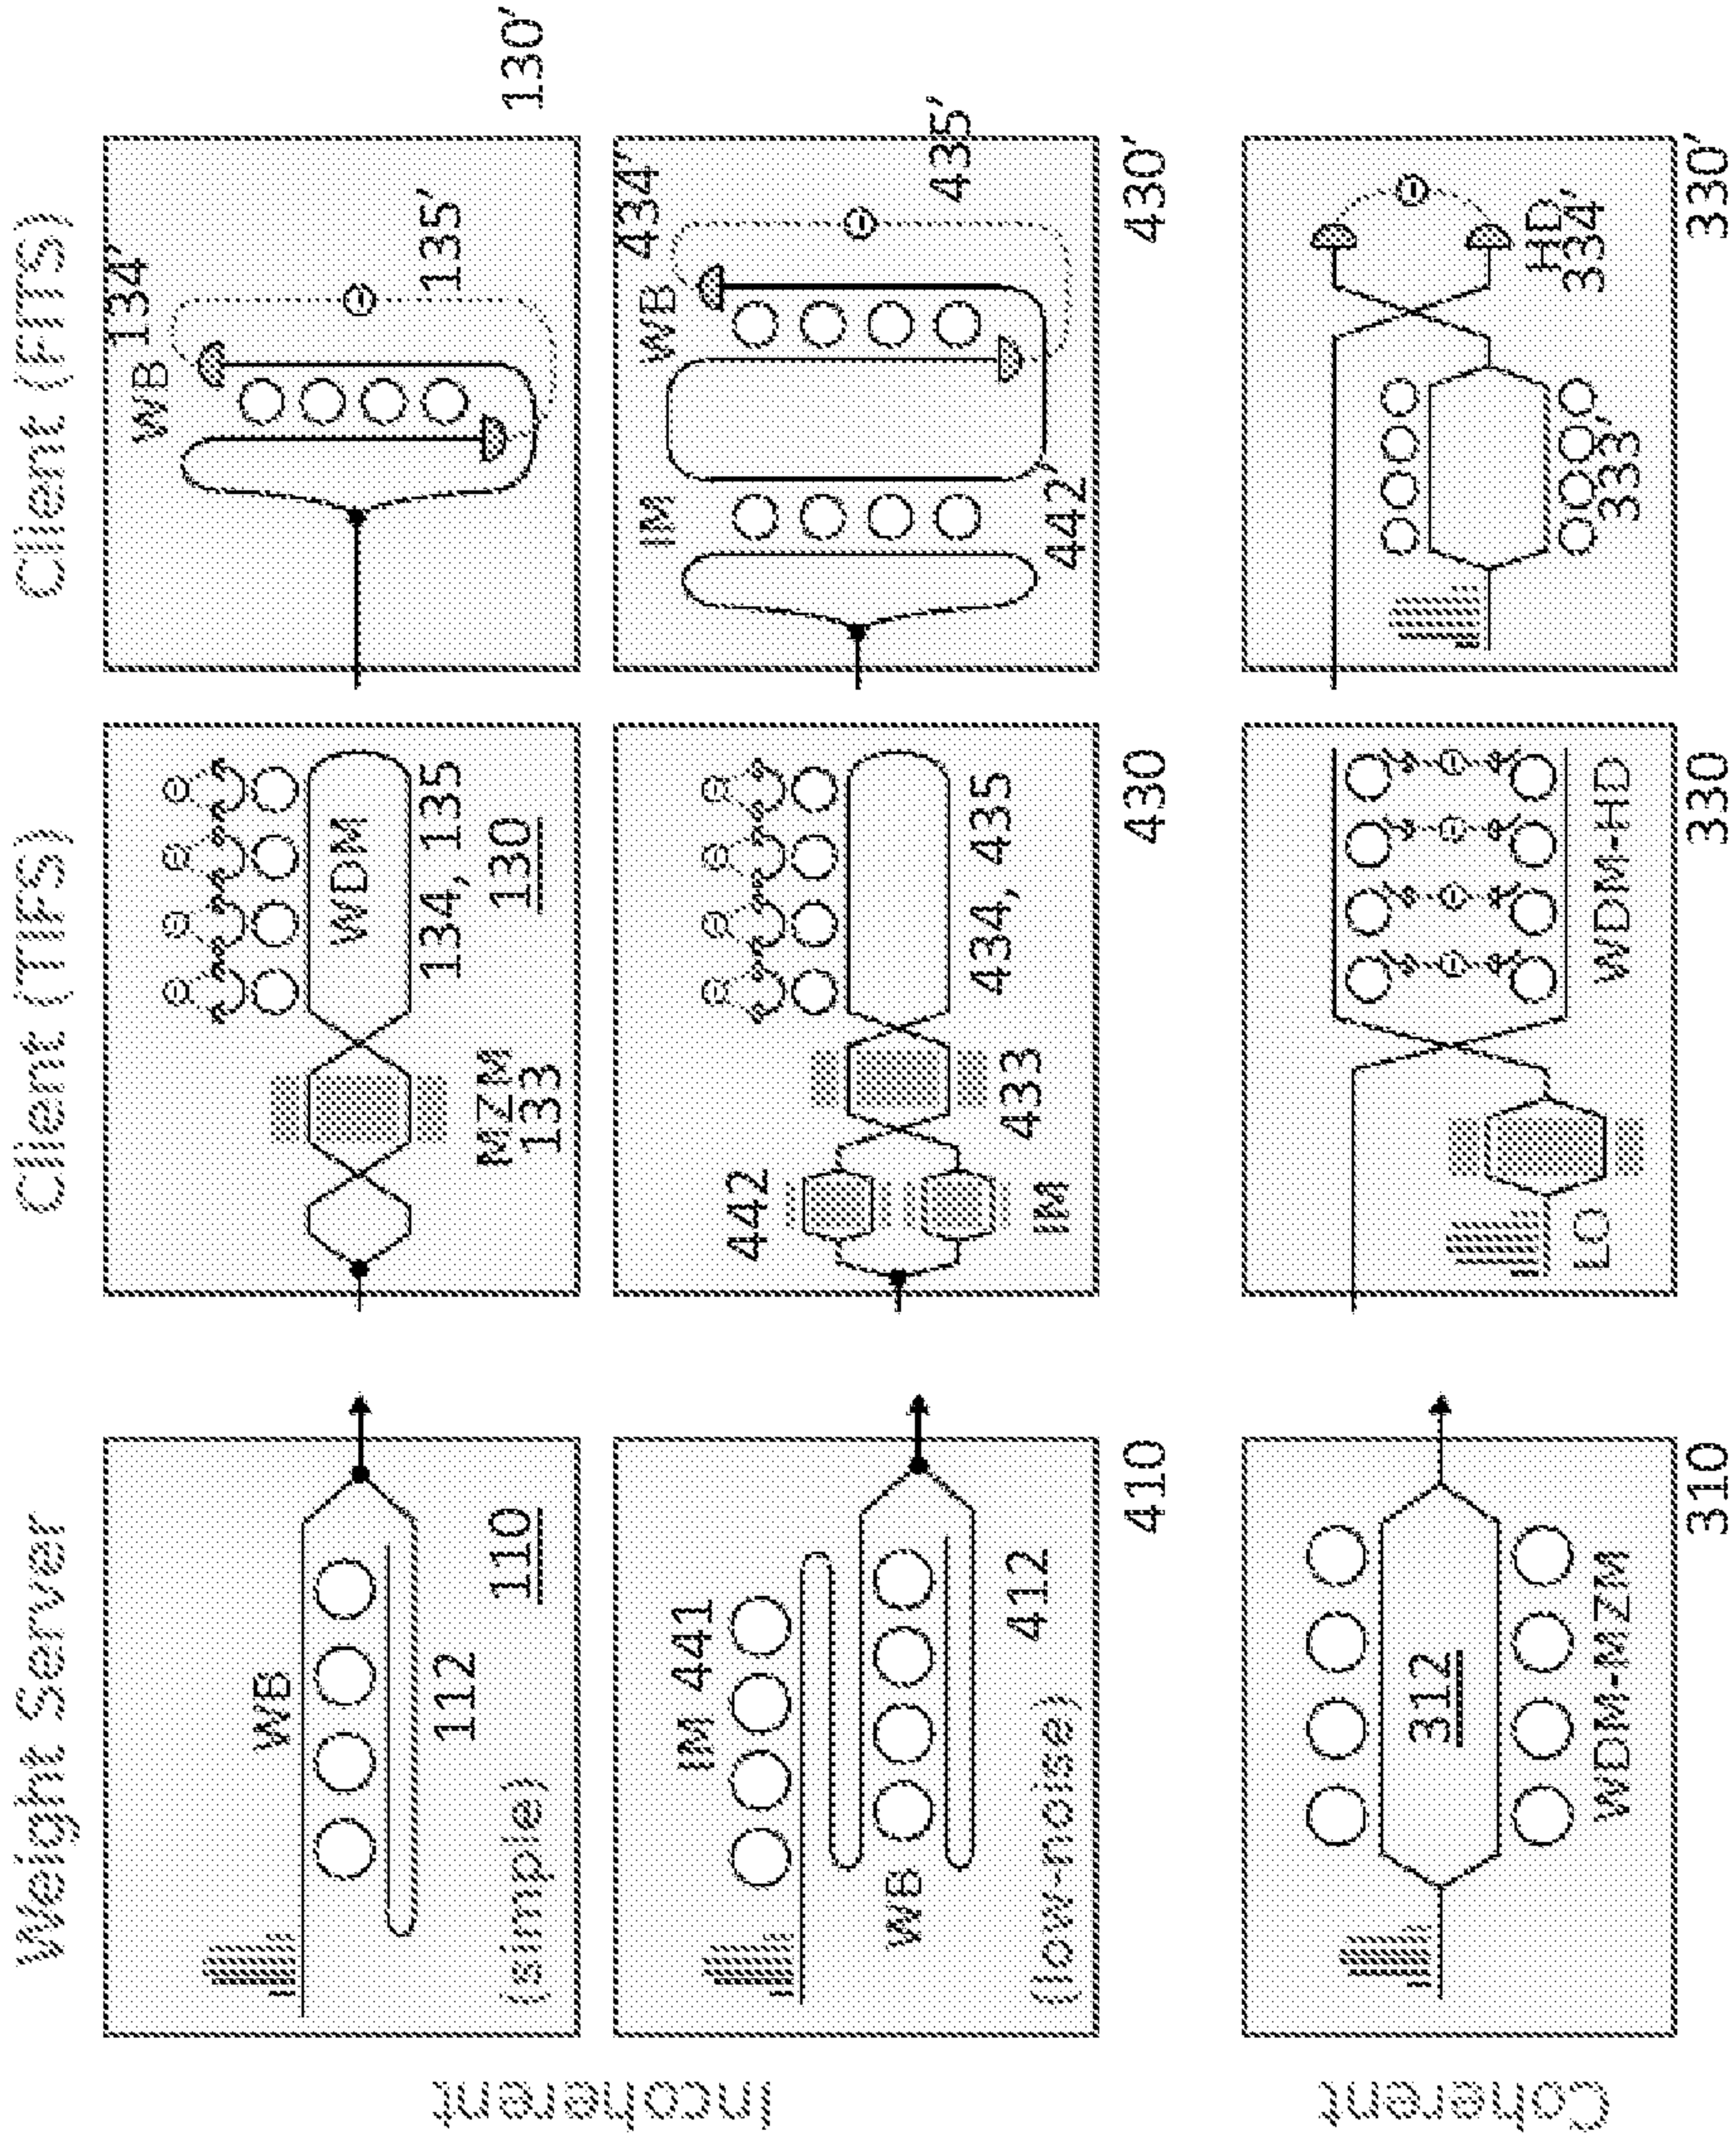 Weight Server
Client (TIFS)
Client (FITS)
Incoherent
WB
112
(simple)
110
MZM
133
WDM
134, 135
130
WB
134'
135'
130'
IM 441
WB
412
(low-noise)
410
442
IM
433
434, 435
430
IM
442'
WB
434'
435'
430'
Coherent
312
WDM-MZM
310
LO
WDM-HD
330
333'
HD
334'
330'